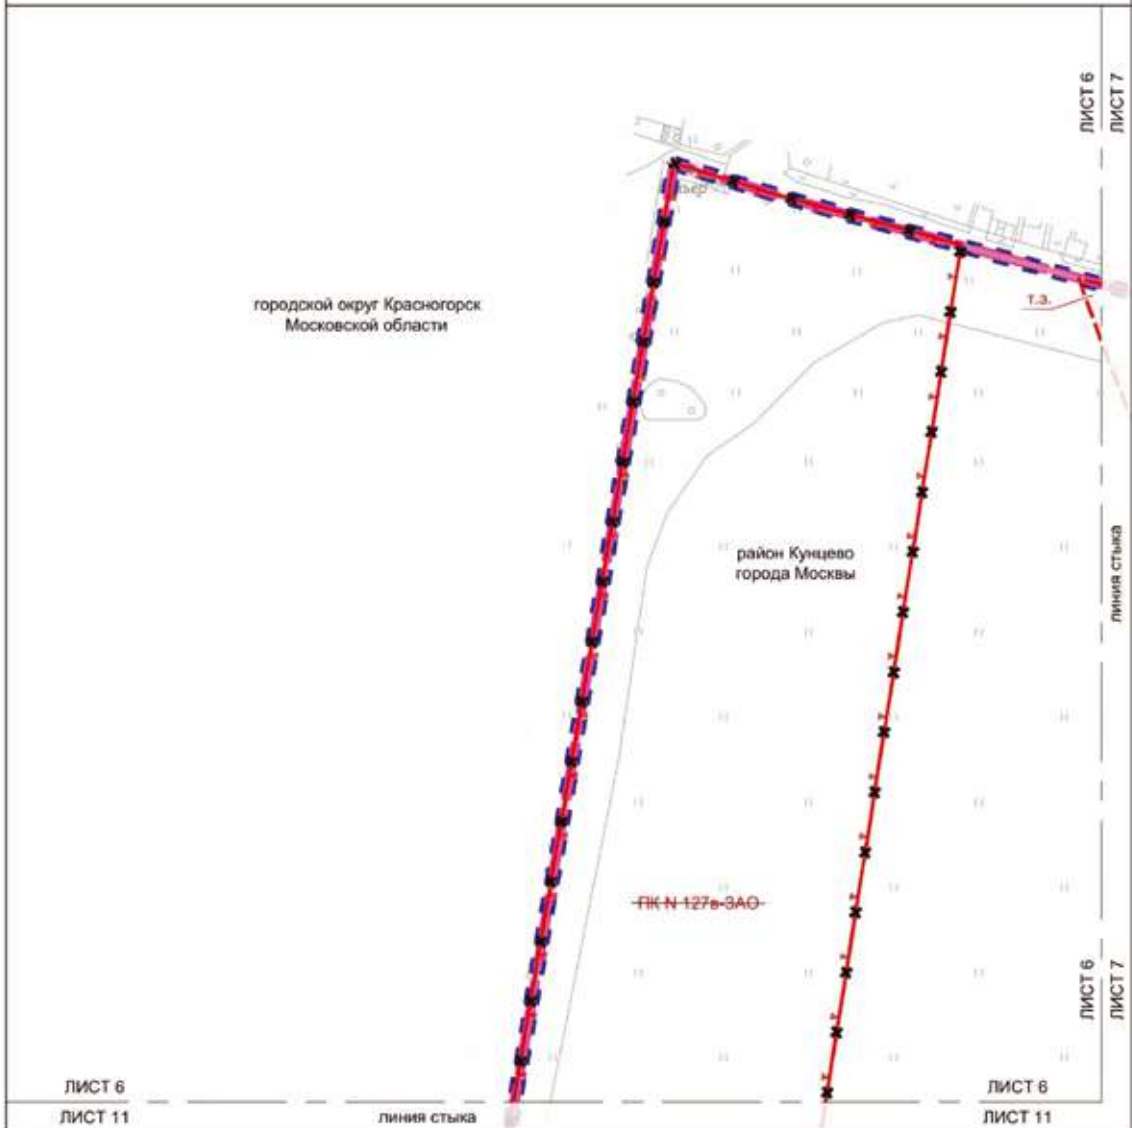 ЛИСТ 6
ЛИСТ 7
т.з.
городской округ Красногорск
Московской области
район Кунцево
города Москвы
линия стыка
ПК N 127в-ЗАО
ЛИСТ 6
ЛИСТ 7
ЛИСТ 6
ЛИСТ 6
ЛИСТ 11
линия стыка
ЛИСТ 11